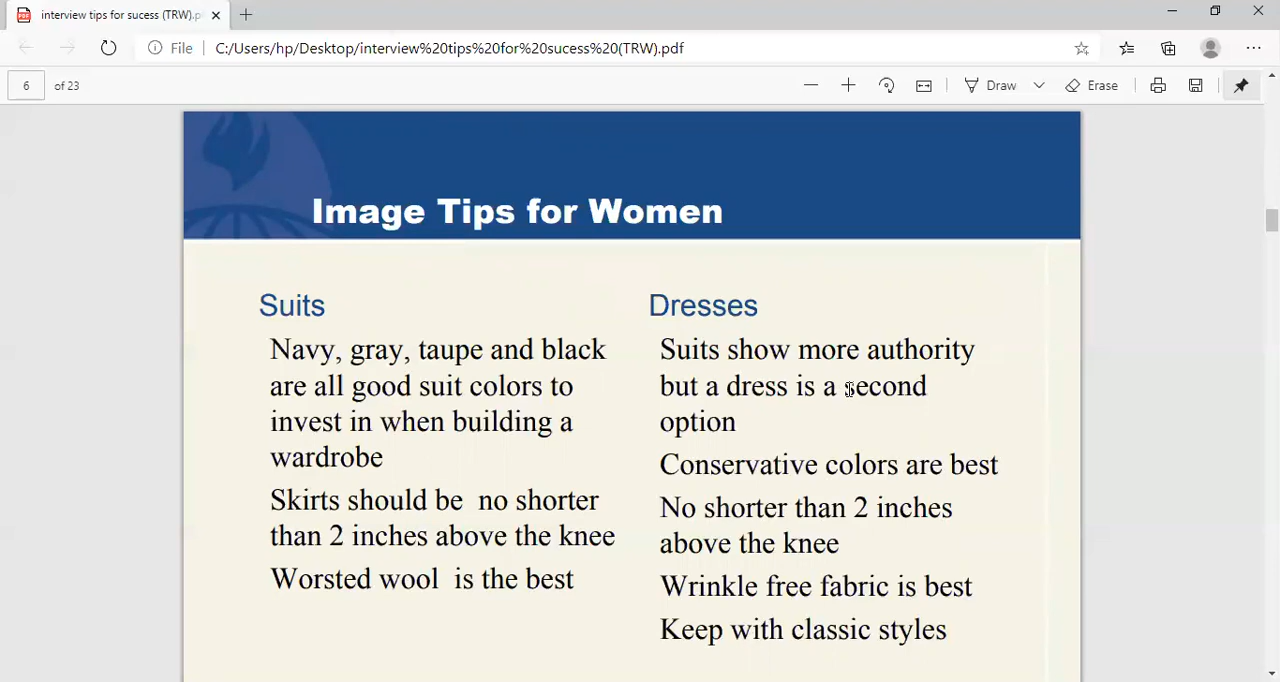 interview tips for sucess (TRW).p
File
C:/Users/hp/Desktop/interview%20tips%20for%20sucess%20(TRW).pdf
6 of 23
Draw
Erase
Image Tips for Women
Suits
Navy, gray, taupe and black
are all good suit colors to
invest in when building a
wardrobe
Skirts should be no shorter
than 2 inches above the knee
Worsted wool is the best
Dresses
Suits show more authority
but a dress is a second
option
Conservative colors are best
No shorter than 2 inches
above the knee
Wrinkle free fabric is best
Keep with classic styles